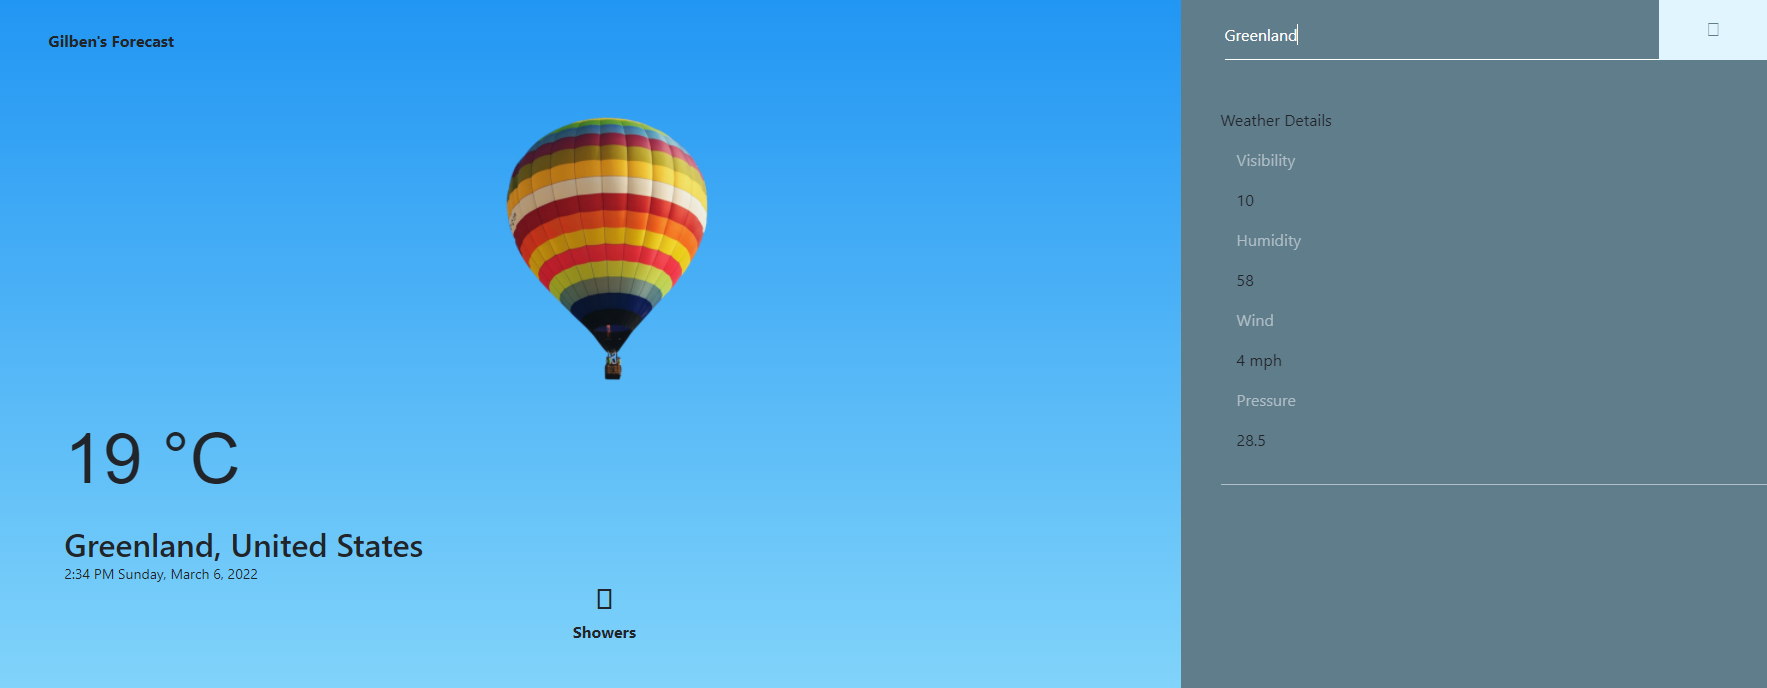 Gilben's Forecast
19 °C
Greenland, United States
2:34 PM Sunday, March 6, 2022
Showers
Greenland
Weather Details
Visibility
10
Humidity
58
Wind
4 mph
Pressure
28.5